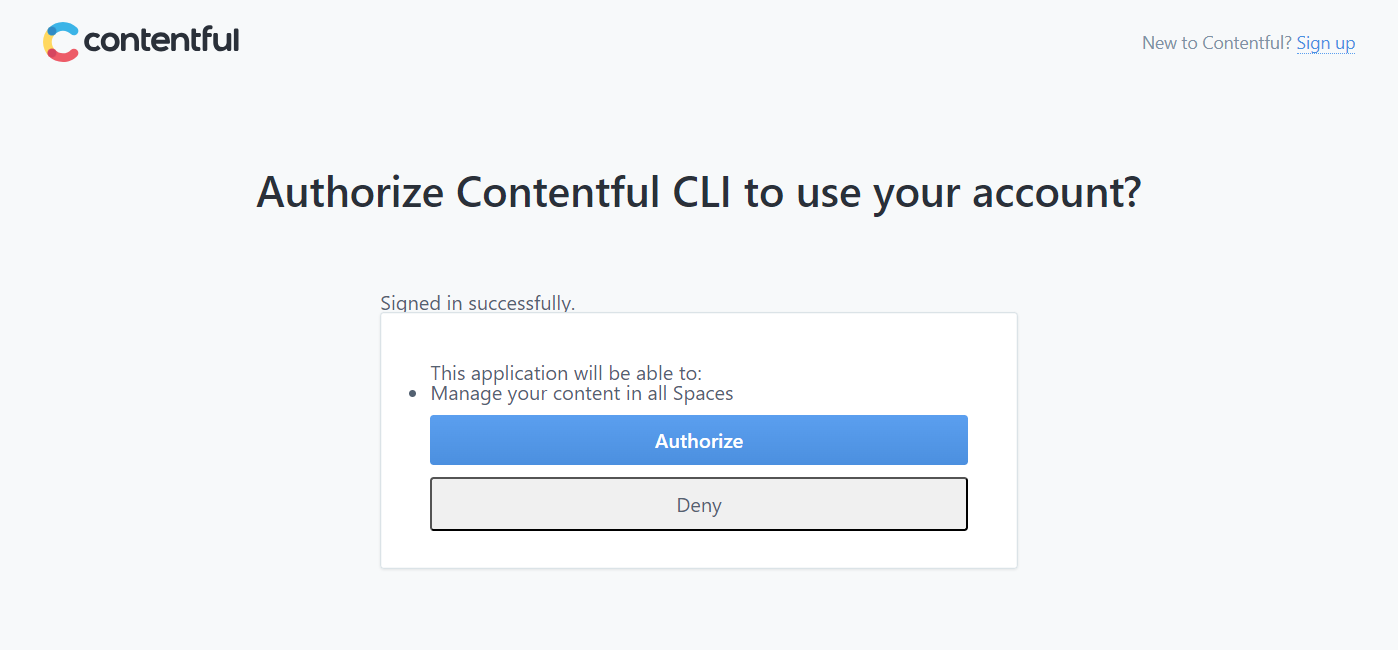 contentful
New to Contentful? Sign up
Authorize Contentful CLI to use your account?
Signed in successfully.
This application will be able to:
• Manage your content in all Spaces
Authorize
Deny